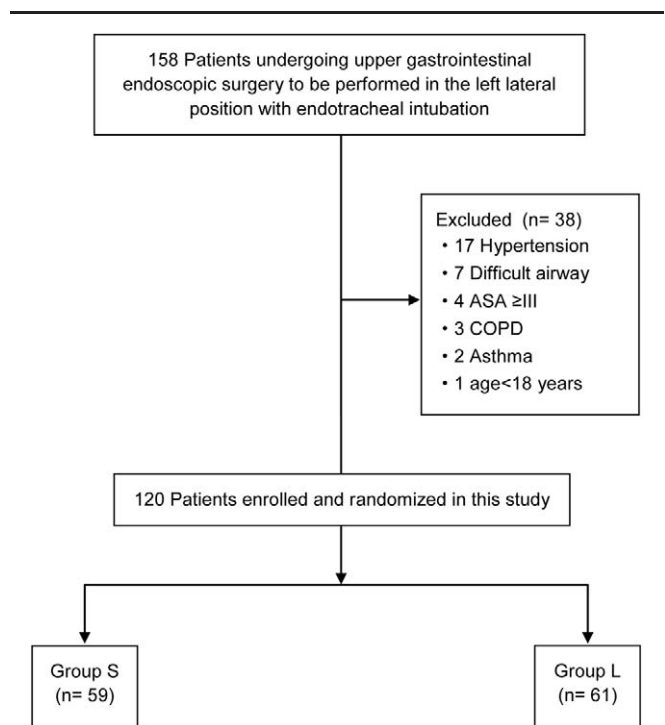 158 Patients undergoing upper gastrointestinal
endoscopic surgery to be performed in the left lateral
position with endotracheal intubation
Excluded (n= 38)
• 17 Hypertension
• 7 Difficult airway
• 4 ASA ≥III
• 3 COPD
• 2 Asthma
• 1 age<18 years
120 Patients enrolled and randomized in this study
Group S
(n= 59)
Group L
(n= 61)